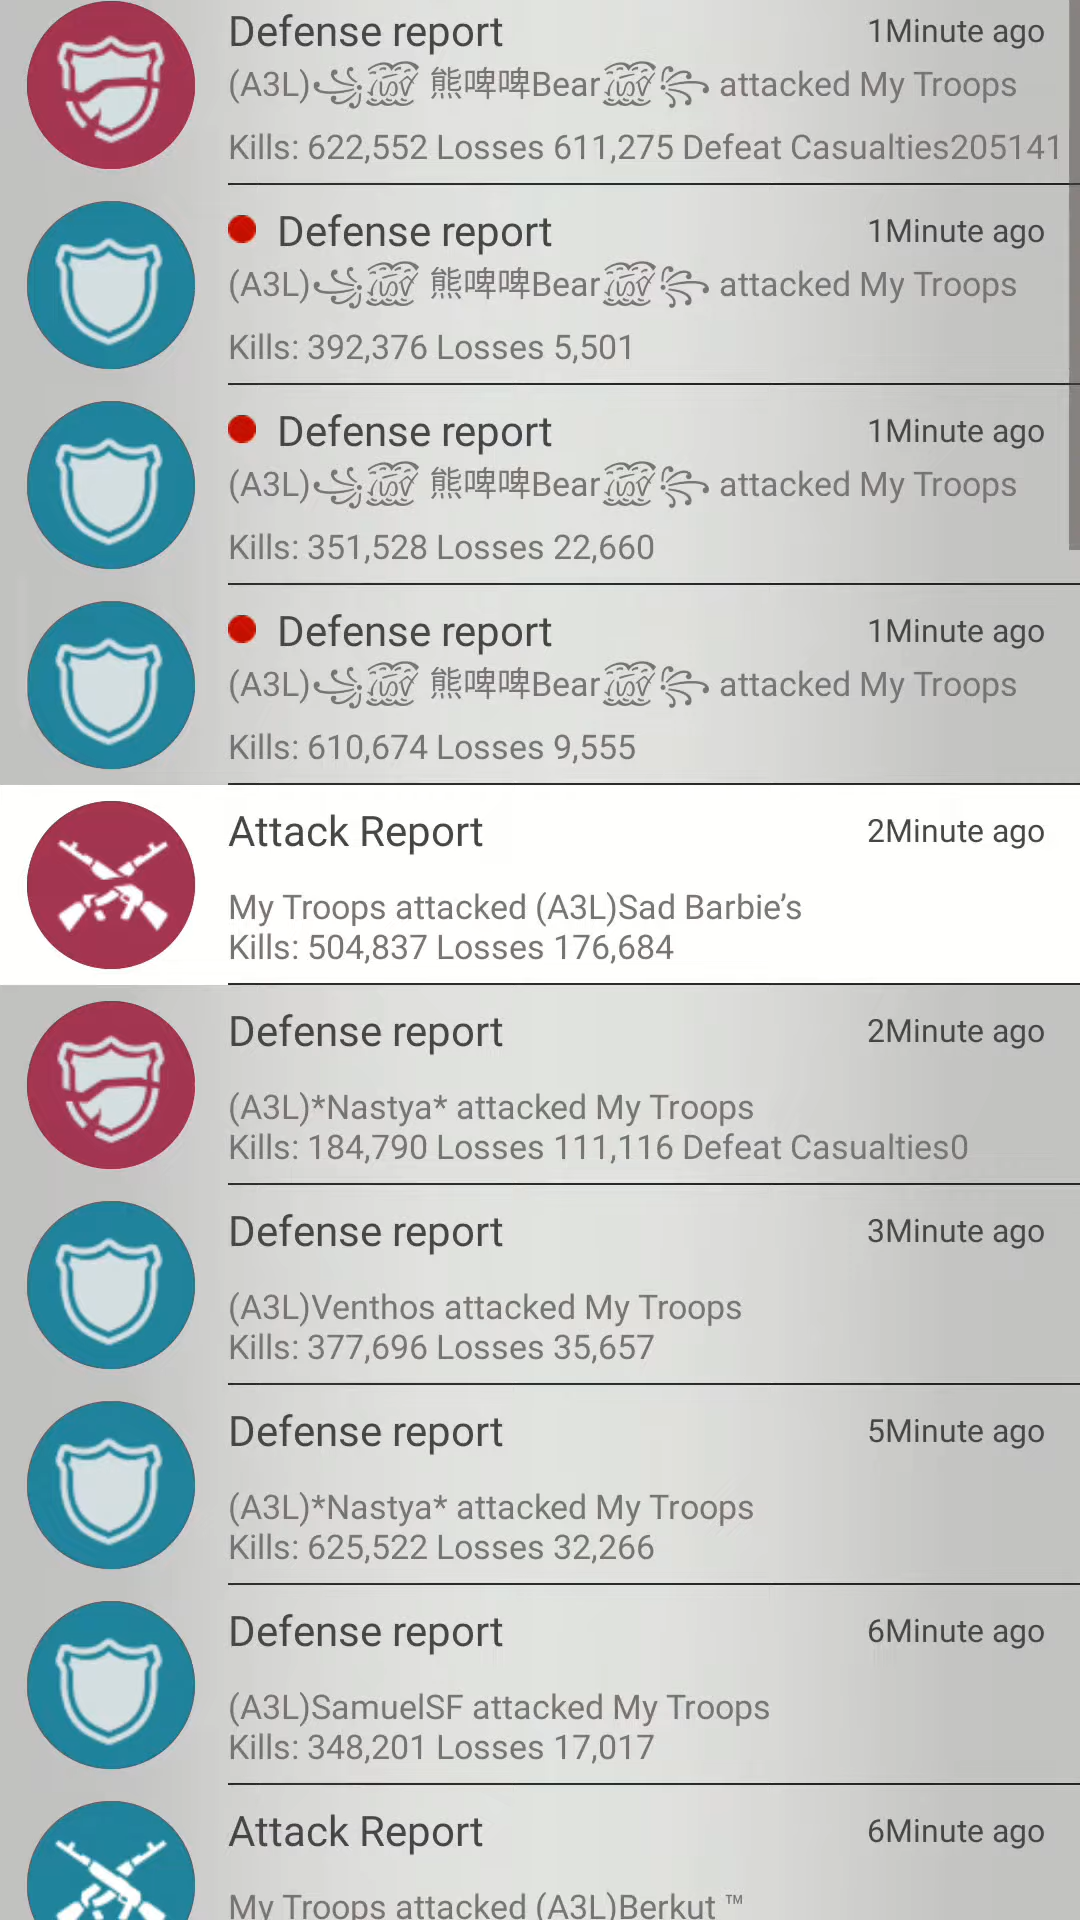 Defense report 1Minute ago
(A3L) 熊啤啤Bear attacked My Troops
Kills: 622,552 Losses 611,275 Defeat Casualties205141
Defense report 1Minute ago
(A3L) 熊啤啤Bear attacked My Troops
Kills: 392,376 Losses 5,501
Defense report 1Minute ago
(A3L) 熊啤啤Bear attacked My Troops
Kills: 351,528 Losses 22,660
Defense report 1Minute ago
(A3L) 熊啤啤Bear attacked My Troops
Kills: 610,674 Losses 9,555
Attack Report 2Minute ago
My Troops attacked (A3L)Sad Barbie’s
Kills: 504,837 Losses 176,684
Defense report 2Minute ago
(A3L)*Nastya* attacked My Troops
Kills: 184,790 Losses 111,116 Defeat Casualties0
Defense report 3Minute ago
(A3L)Venthos attacked My Troops
Kills: 377,696 Losses 35,657
Defense report 5Minute ago
(A3L)*Nastya* attacked My Troops
Kills: 625,522 Losses 32,266
Defense report 6Minute ago
(A3L)SamuelSF attacked My Troops
Kills: 348,201 Losses 17,017
Attack Report 6Minute ago
My Troops attacked (A3L)Berkut ™